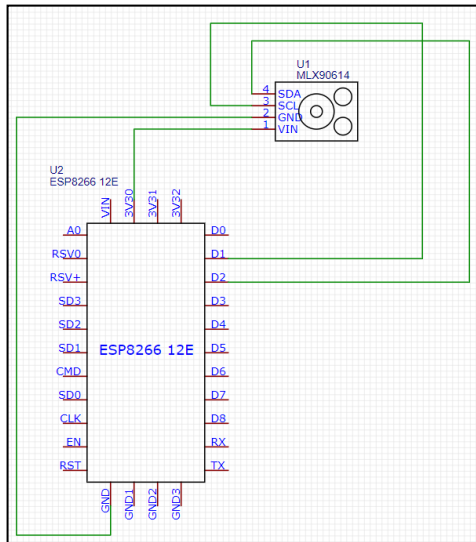 U1
MLX90614
4 SDA
3 SCL
2 GND
1 VIN
U2
ESP8266 12E
VIN
3V30
3V31
3V32
A0
RSV0
RSV+
SD3
SD2
SD1
CMD
SD0
CLK
EN
RST
ESP8266 12E
D0
D1
D2
D3
D4
D5
D6
D7
D8
RX
TX
GND
GND1
GND2
GND3